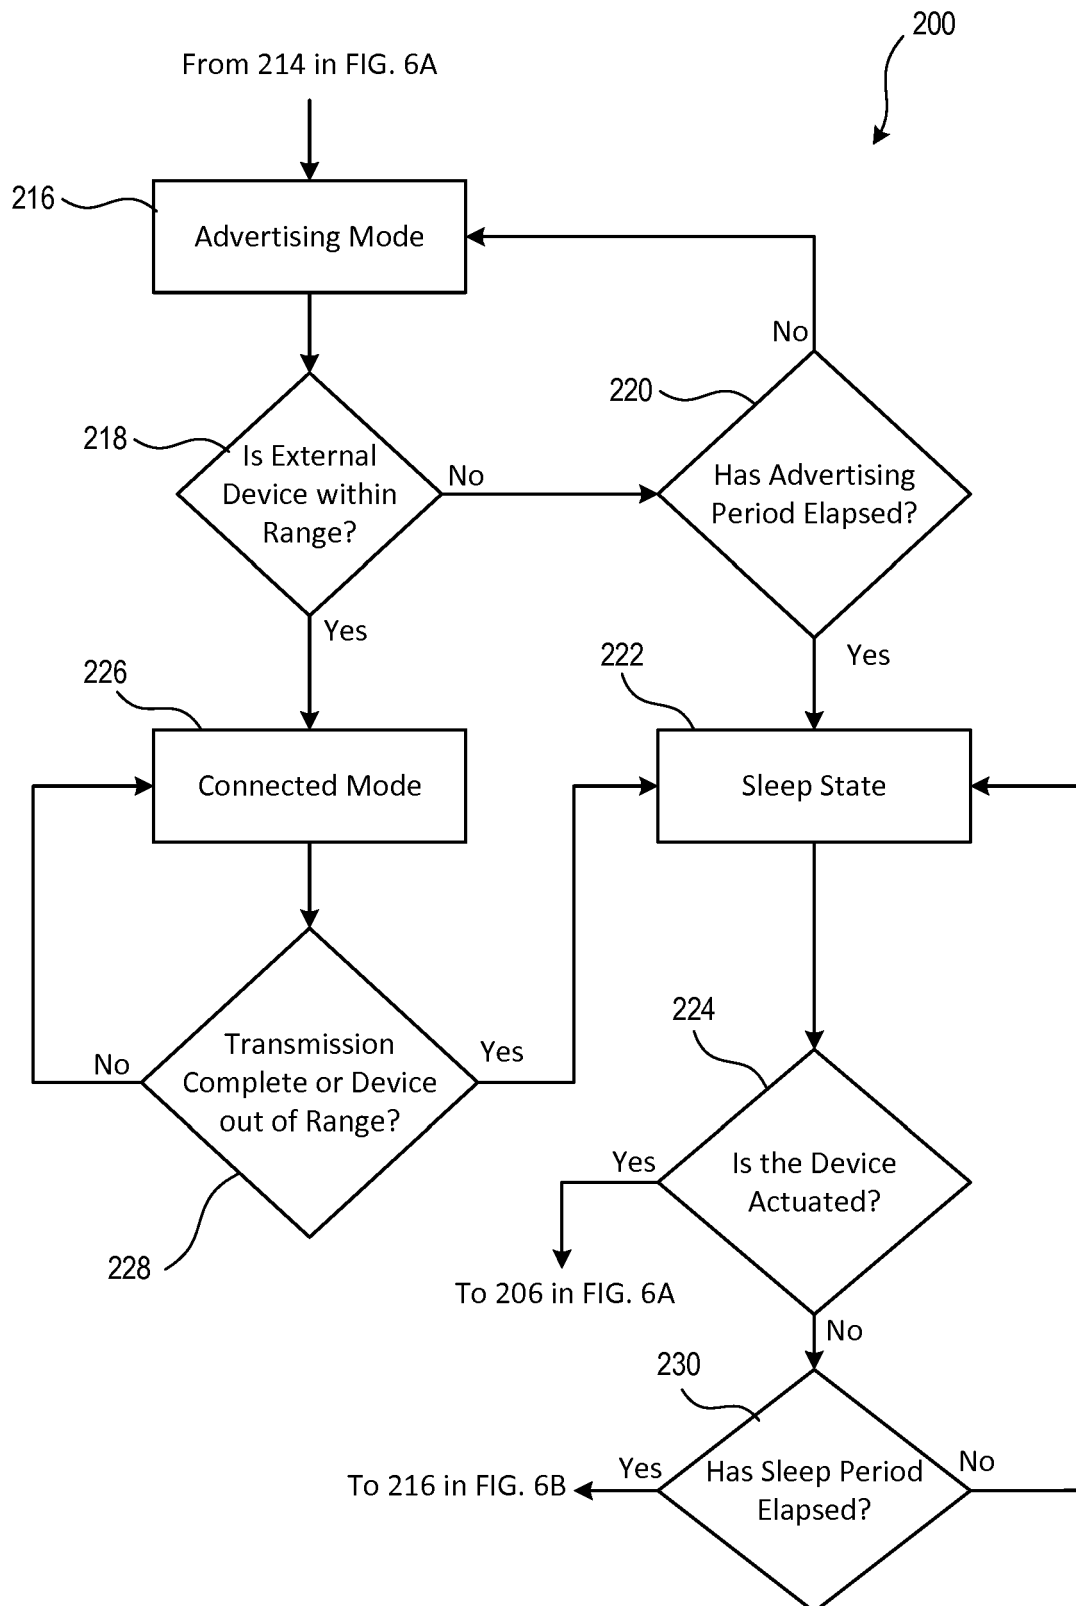 200
From 214 in FIG. 6A
216
Advertising Mode
No
220
218
Is External
Device within
Range?
No
Has Advertising
Period Elapsed?
Yes
Yes
226
222
Connected Mode
Sleep State
224
No
Transmission
Complete or Device
out of Range?
Yes
Yes
Is the Device
Actuated?
228
To 206 in FIG. 6A
No
230
To 216 in FIG. 6B
Yes
Has Sleep Period
Elapsed?
No